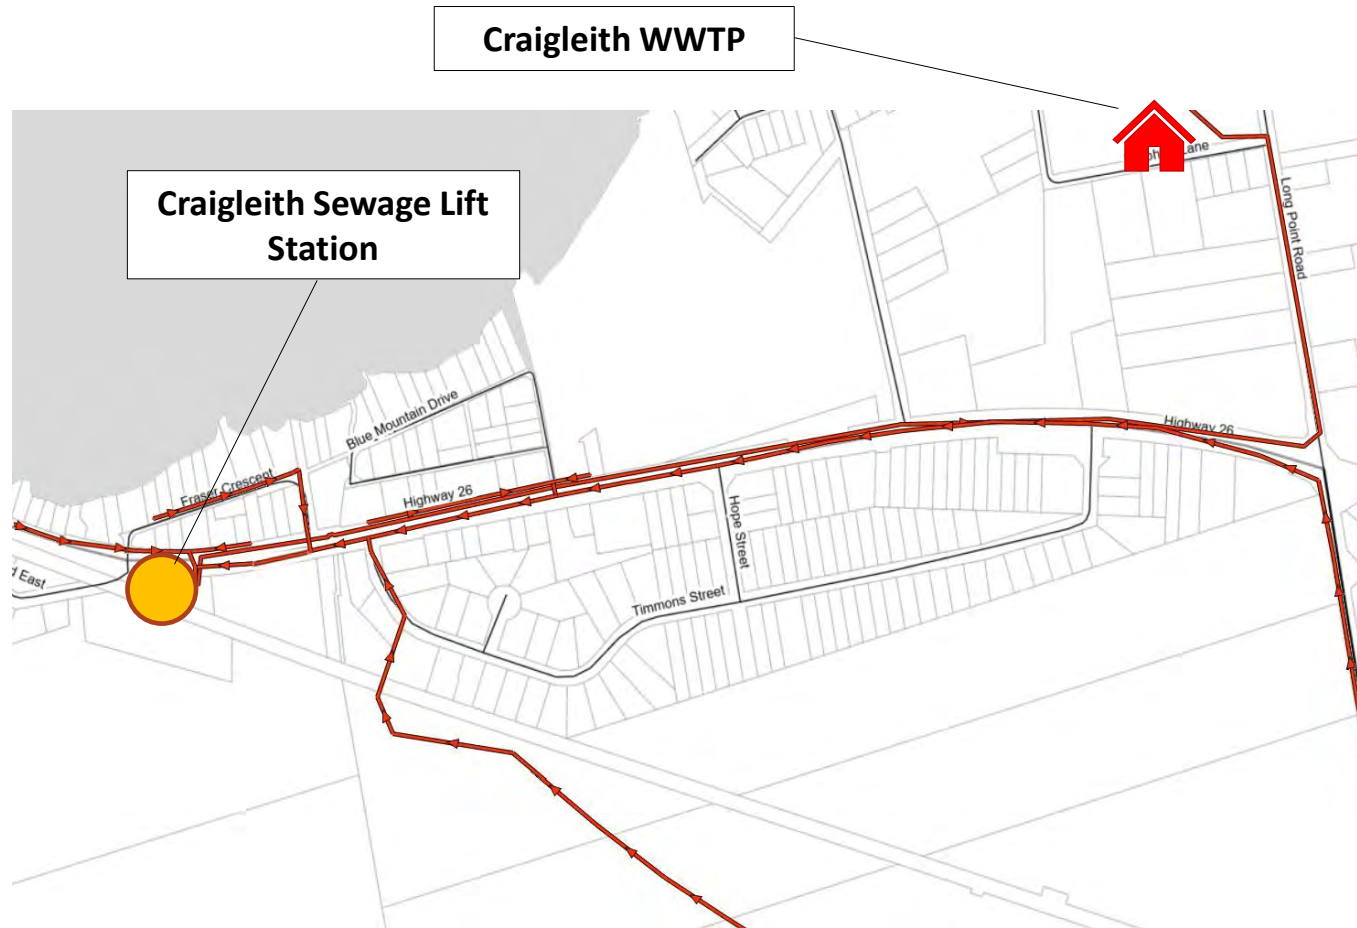 Craigleith WWTP
Craigleith Sewage Lift
Station
Lane
Long Point Road
Blue Mountain Drive
Highway 26
Fraser Crescent
Highway 26
Hope Street
East
Timmons Street